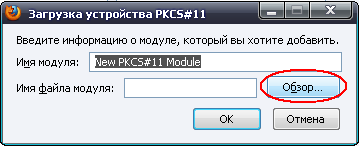 Загрузка устройства PKCS#11
Введите информацию о модуле, который вы хотите добавить.
Имя модуля: New PKCS#11 Module
Имя файла модуля: Обзор...
ОК Отмена